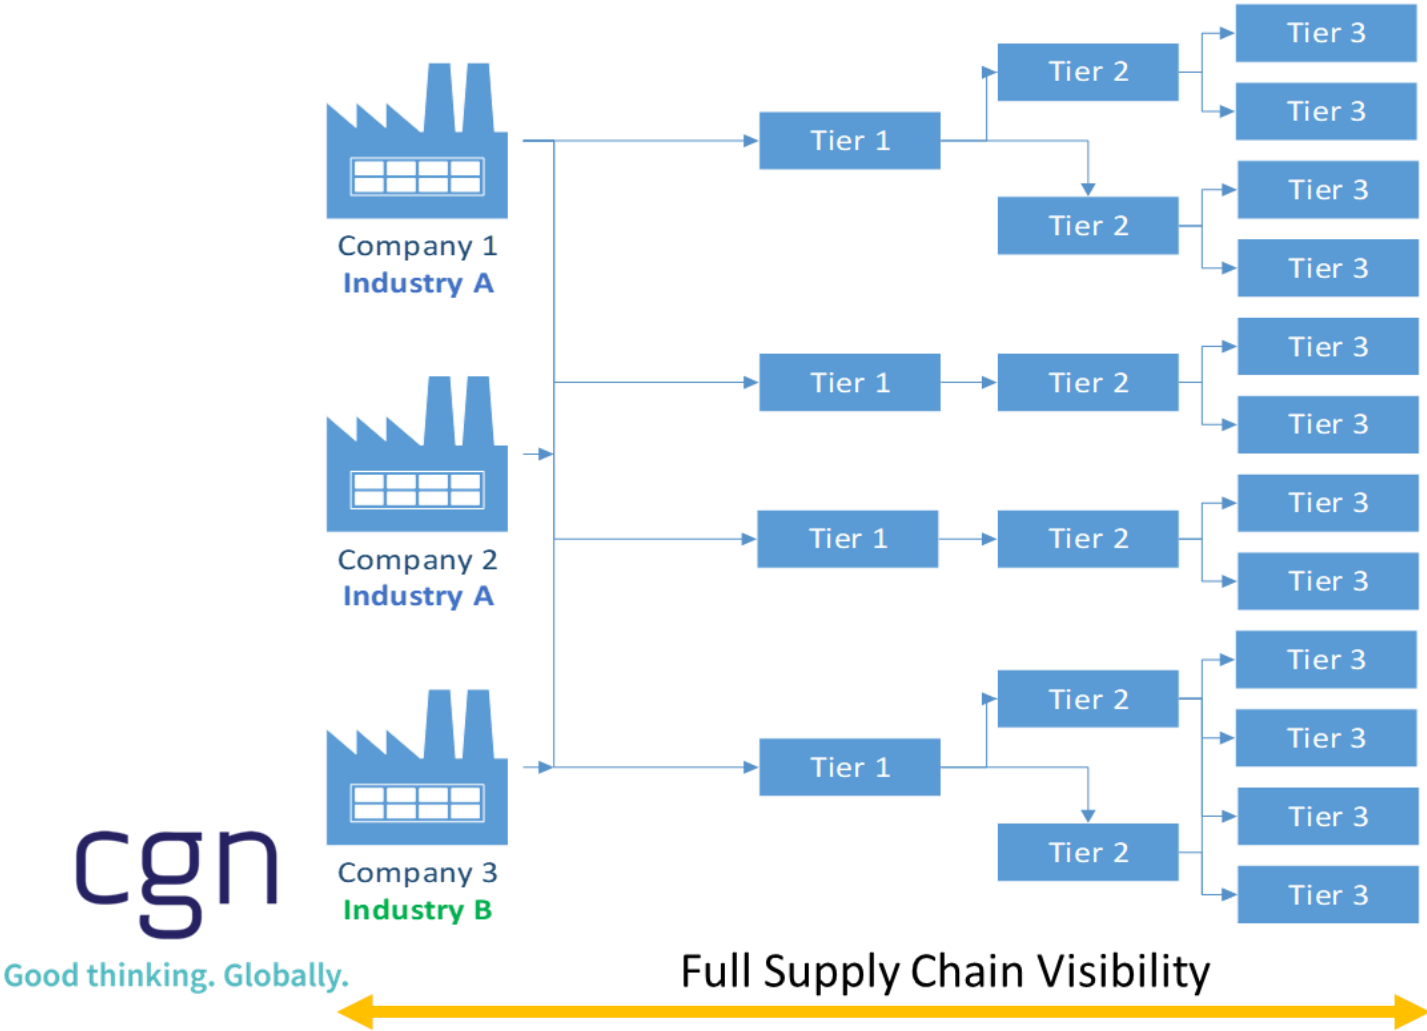 Tier 3
Tier 2
Tier 3
Tier 1
Tier 3
Tier 2
Tier 3
Company 1
Industry A
Tier 3
Tier 1
Tier 2
Tier 3
Tier 3
Tier 1
Tier 2
Tier 3
Company 2
Industry A
Tier 3
Tier 2
Tier 3
Tier 1
Tier 3
Tier 2
Tier 3
Company 3
Industry B
cgn
Good thinking. Globally.
Full Supply Chain Visibility